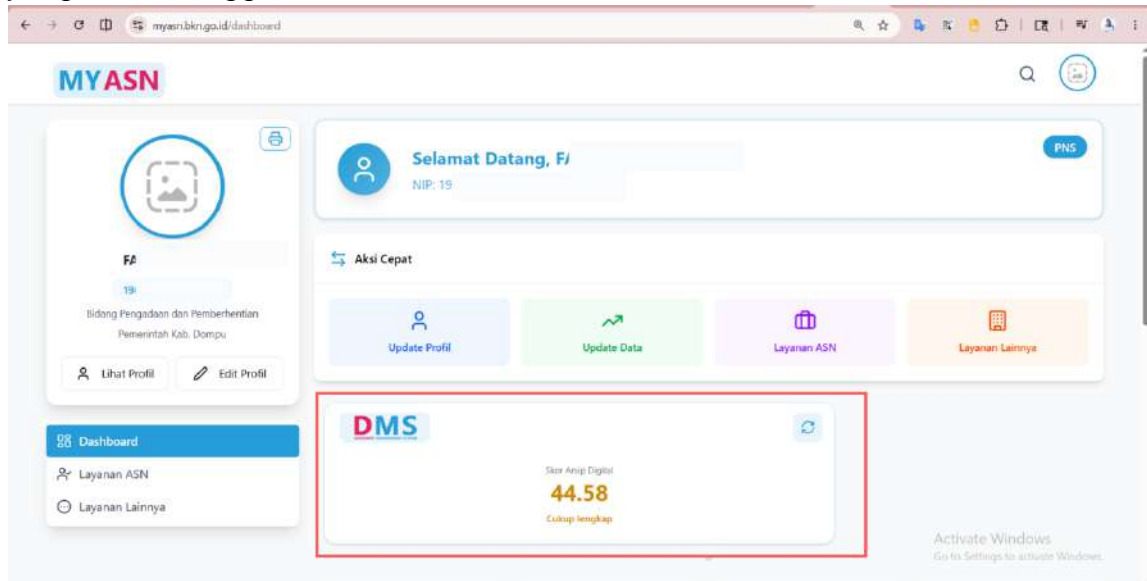 myasn.bkn.go.id/dashboard
MYASN
FA
19
Bidang Pengadaan dan Pemberhentian
Pemerintah Kab. Dompu
Lihat Profil
Edit Profil
Dashboard
Layanan ASN
Layanan Lainnya
Selamat Datang, F
NIP: 19
PNS
Aksi Cepat
Update Profil
Update Data
Layanan ASN
Layanan Lainnya
DMS
Skor Arsip Digital
44.58
Cukup lengkap
Activate Windows
Go to Settings to activate Windows.